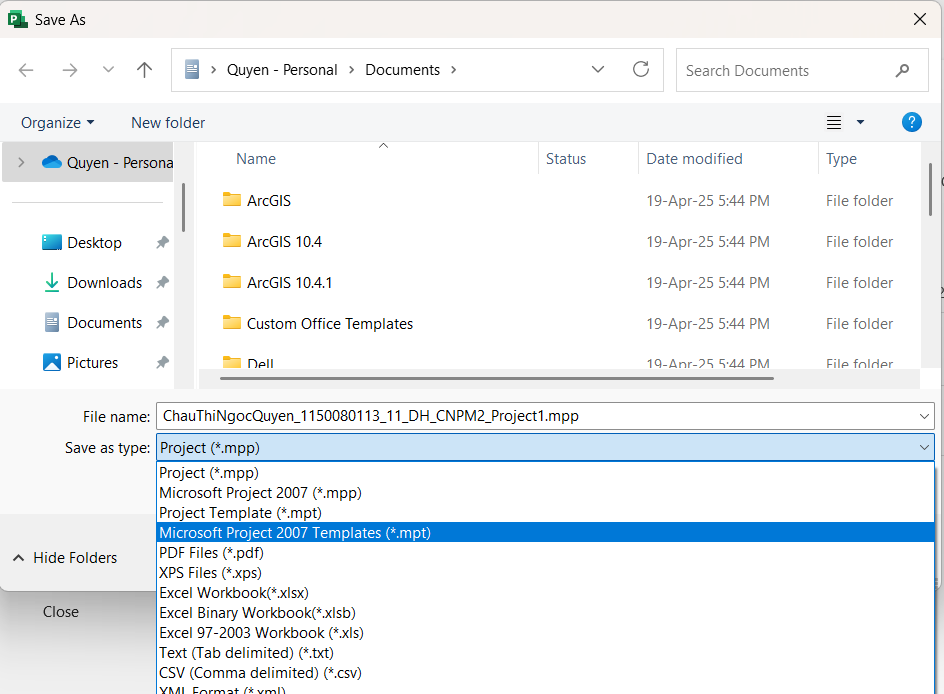 Save As
Quyen - Personal > Documents >
Search Documents
Organize
New folder
?
Quyen - Persona
Desktop
Downloads
Documents
Pictures
Name Status Date modified Type
ArcGIS 19-Apr-25 5:44 PM File folder
ArcGIS 10.4 19-Apr-25 5:44 PM File folder
ArcGIS 10.4.1 19-Apr-25 5:44 PM File folder
Custom Office Templates 19-Apr-25 5:44 PM File folder
Dell 19-Apr-25 5:44 PM File folder
File name: ChauThiNgocQuyen_1150080113_11_DH_CNPM2_Project1.mpp
Save as type: Project (*.mpp)
Project (*.mpp)
Microsoft Project 2007 (*.mpp)
Project Template (*.mpt)
Microsoft Project 2007 Templates (*.mpt)
PDF Files (*.pdf)
XPS Files (*.xps)
Excel Workbook(*.xlsx)
Excel Binary Workbook(*.xlsb)
Excel 97-2003 Workbook (*.xls)
Text (Tab delimited) (*.txt)
CSV (Comma delimited) (*.csv)
XML Format (*.xml)
Hide Folders
Close